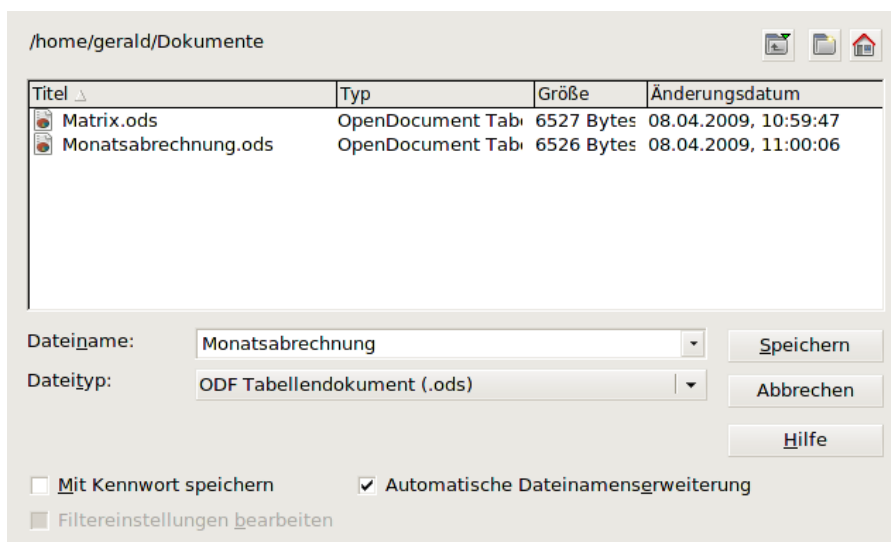 /home/gerald/Dokumente
Titel Typ Größe Änderungsdatum
Matrix.ods OpenDocument Tab 6527 Bytes 08.04.2009, 10:59:47
Monatsabrechnung.ods OpenDocument Tab 6526 Bytes 08.04.2009, 11:00:06
Dateiname: Monatsabrechnung Speichern
Dateityp: ODF Tabellendokument (.ods) Abbrechen
Hilfe
Mit Kennwort speichern Automatische Dateinamenserweiterung
Filtereinstellungen bearbeiten